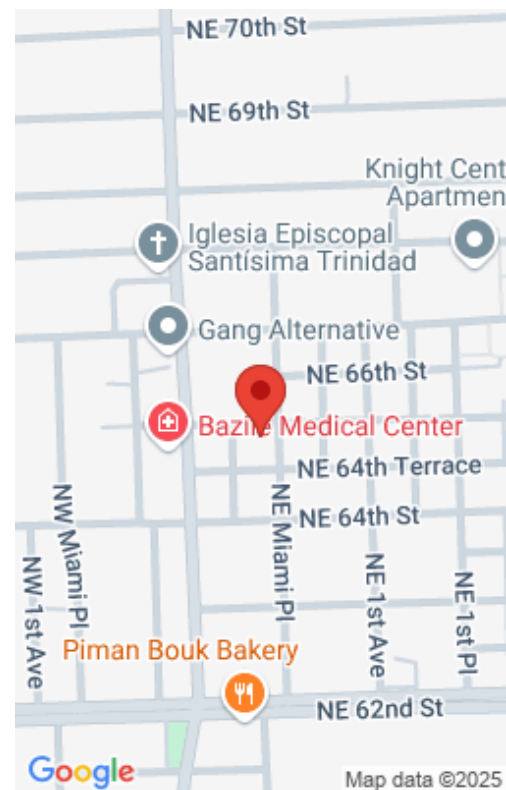 NE 70th St
NE 69th St
Knight Cent
Apartmen
Iglesia Episcopal
Santísima Trinidad
Gang Alternative
NE 66th St
Bazile Medical Center
NE 64th Terrace
NE 64th St
NW Miami Pl
NE Miami Pl
NW 1st Ave
NE 1st Ave
NE 1st Pl
Piman Bouk Bakery
NE 62nd St
Google
Map data ©2025